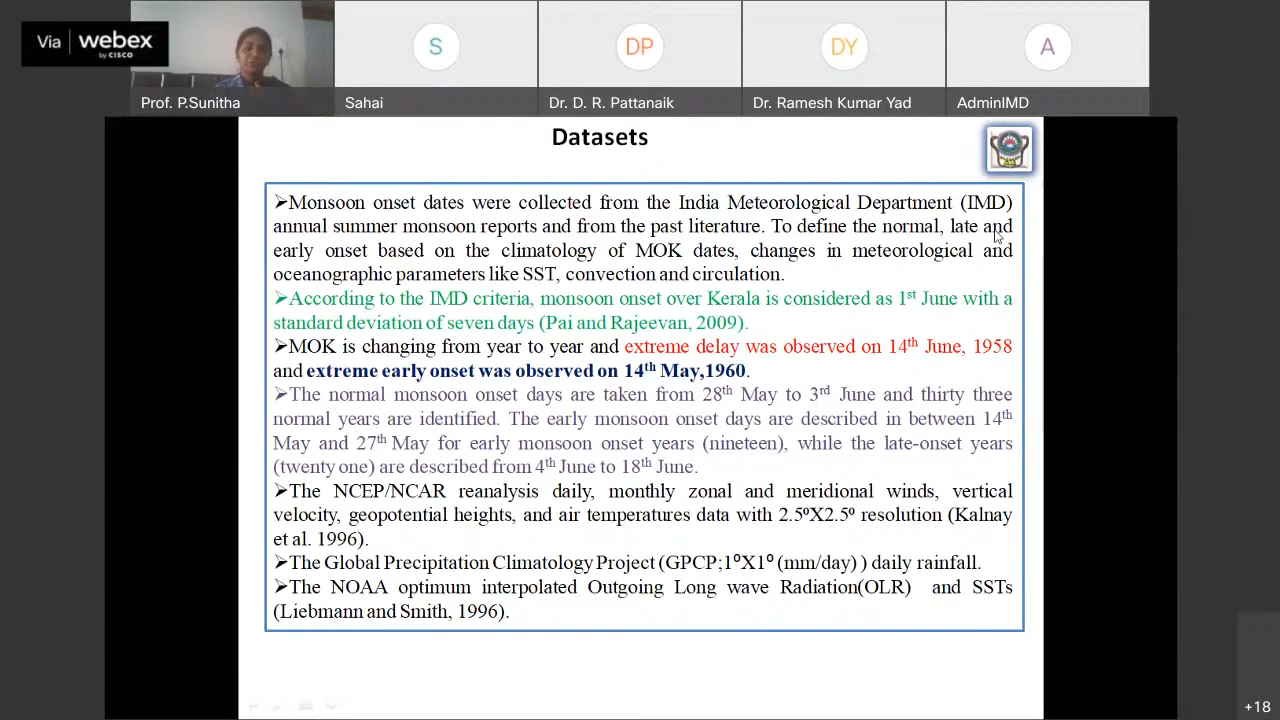 Via webex
by CISCO
S
DP
DY
A
Prof. P.Sunitha
Sahai
Dr. D. R. Pattanaik
Dr. Ramesh Kumar Yad
AdminIMD
Datasets
➢Monsoon onset dates were collected from the India Meteorological Department (IMD)
annual summer monsoon reports and from the past literature. To define the normal, late and
early onset based on the climatology of MOK dates, changes in meteorological and
oceanographic parameters like SST, convection and circulation.
➢According to the IMD criteria, monsoon onset over Kerala is considered as 1st June with a
standard deviation of seven days (Pai and Rajeevan, 2009).
➢MOK is changing from year to year and extreme delay was observed on 14th June, 1958
and extreme early onset was observed on 14th May,1960.
➢The normal monsoon onset days are taken from 28th May to 3rd June and thirty three
normal years are identified. The early monsoon onset days are described in between 14th
May and 27th May for early monsoon onset years (nineteen), while the late-onset years
(twenty one) are described from 4th June to 18th June.
➢The NCEP/NCAR reanalysis daily, monthly zonal and meridional winds, vertical
velocity, geopotential heights, and air temperatures data with 2.5⁰X2.5⁰ resolution (Kalnay
et al. 1996).
➢The Global Precipitation Climatology Project (GPCP;1⁰X1⁰ (mm/day) ) daily rainfall.
➢The NOAA optimum interpolated Outgoing Long wave Radiation(OLR) and SSTs
(Liebmann and Smith, 1996).
+18